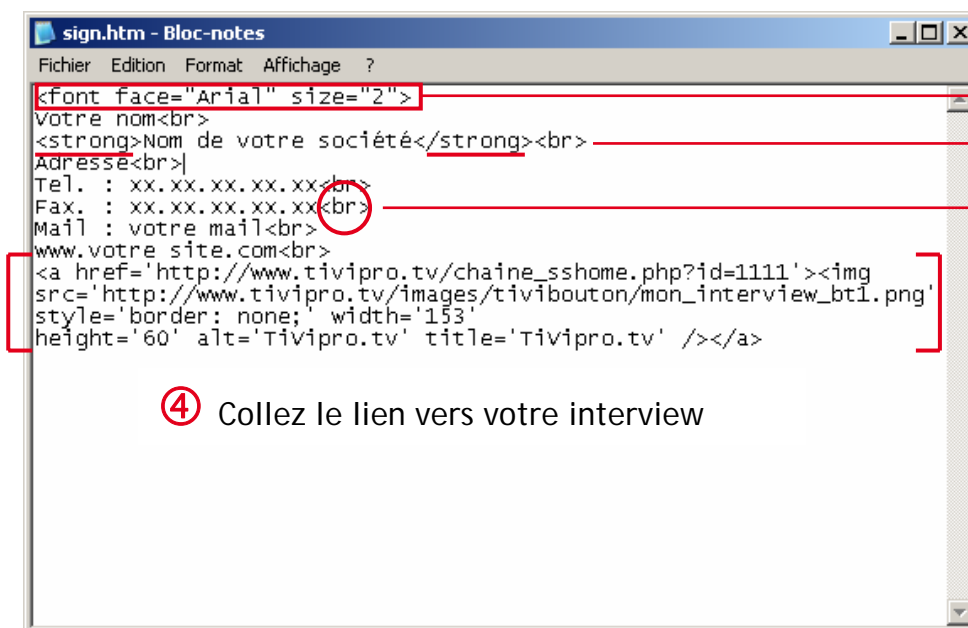 sign.htm - Bloc-notes
Fichier Edition Format Affichage ?
<font face="Arial" size="2">
Votre nom<br>
<strong>Nom de votre société</strong><br>
Adresse<br>
Tel. : xx.xx.xx.xx.xx<br>
Fax. : xx.xx.xx.xx.xx<br>
Mail : votre mail<br>
www.votre site.com<br>
<a href='http://www.tivipro.tv/chaine_sshome.php?id=1111'><img
src='http://www.tivipro.tv/images/tivibouton/mon_interview_bt1.png'
style='border: none;' width='153'
height='60' alt='TiVipro.tv' title='TiVipro.tv' /></a>
④ Collez le lien vers votre interview